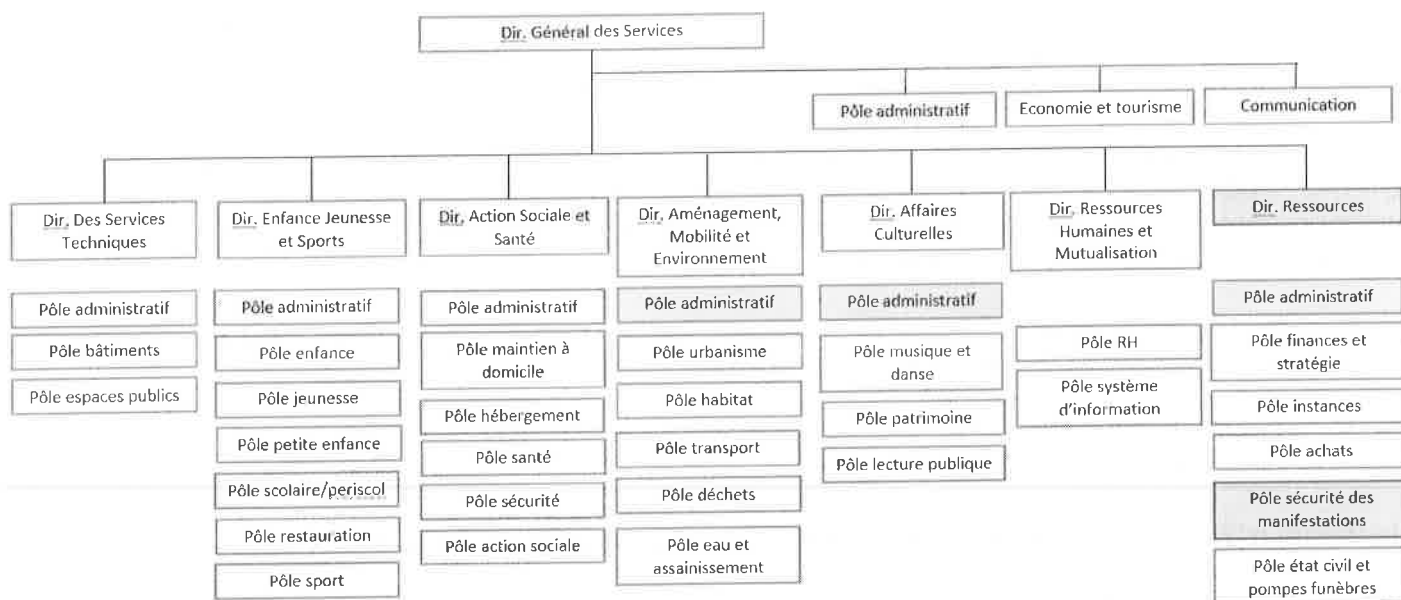 Dir. Général des Services
Pôle administratif
Economie et tourisme
Communication
Dir. Des Services
Techniques
Pôle administratif
Pôle bâtiments
Pôle espaces publics
Dir. Enfance Jeunesse
et Sports
Pôle administratif
Pôle enfance
Pôle jeunesse
Pôle petite enfance
Pôle scolaire/periscol
Pôle restauration
Pôle sport
Dir. Action Sociale et
Santé
Pôle administratif
Pôle maintien à
domicile
Pôle hébergement
Pôle santé
Pôle sécurité
Pôle action sociale
Dir. Aménagement,
Mobilité et
Environnement
Pôle administratif
Pôle urbanisme
Pôle habitat
Pôle transport
Pôle déchets
Pôle eau et
assainissement
Dir. Affaires
Culturelles
Pôle administratif
Pôle musique et
danse
Pôle patrimoine
Pôle lecture publique
Dir. Ressources
Humaines et
Mutualisation
Pôle RH
Pôle système
d'information
Dir. Ressources
Pôle administratif
Pôle finances et
stratégie
Pôle instances
Pôle achats
Pôle sécurité des
manifestations
Pôle état civil et
pompes funèbres